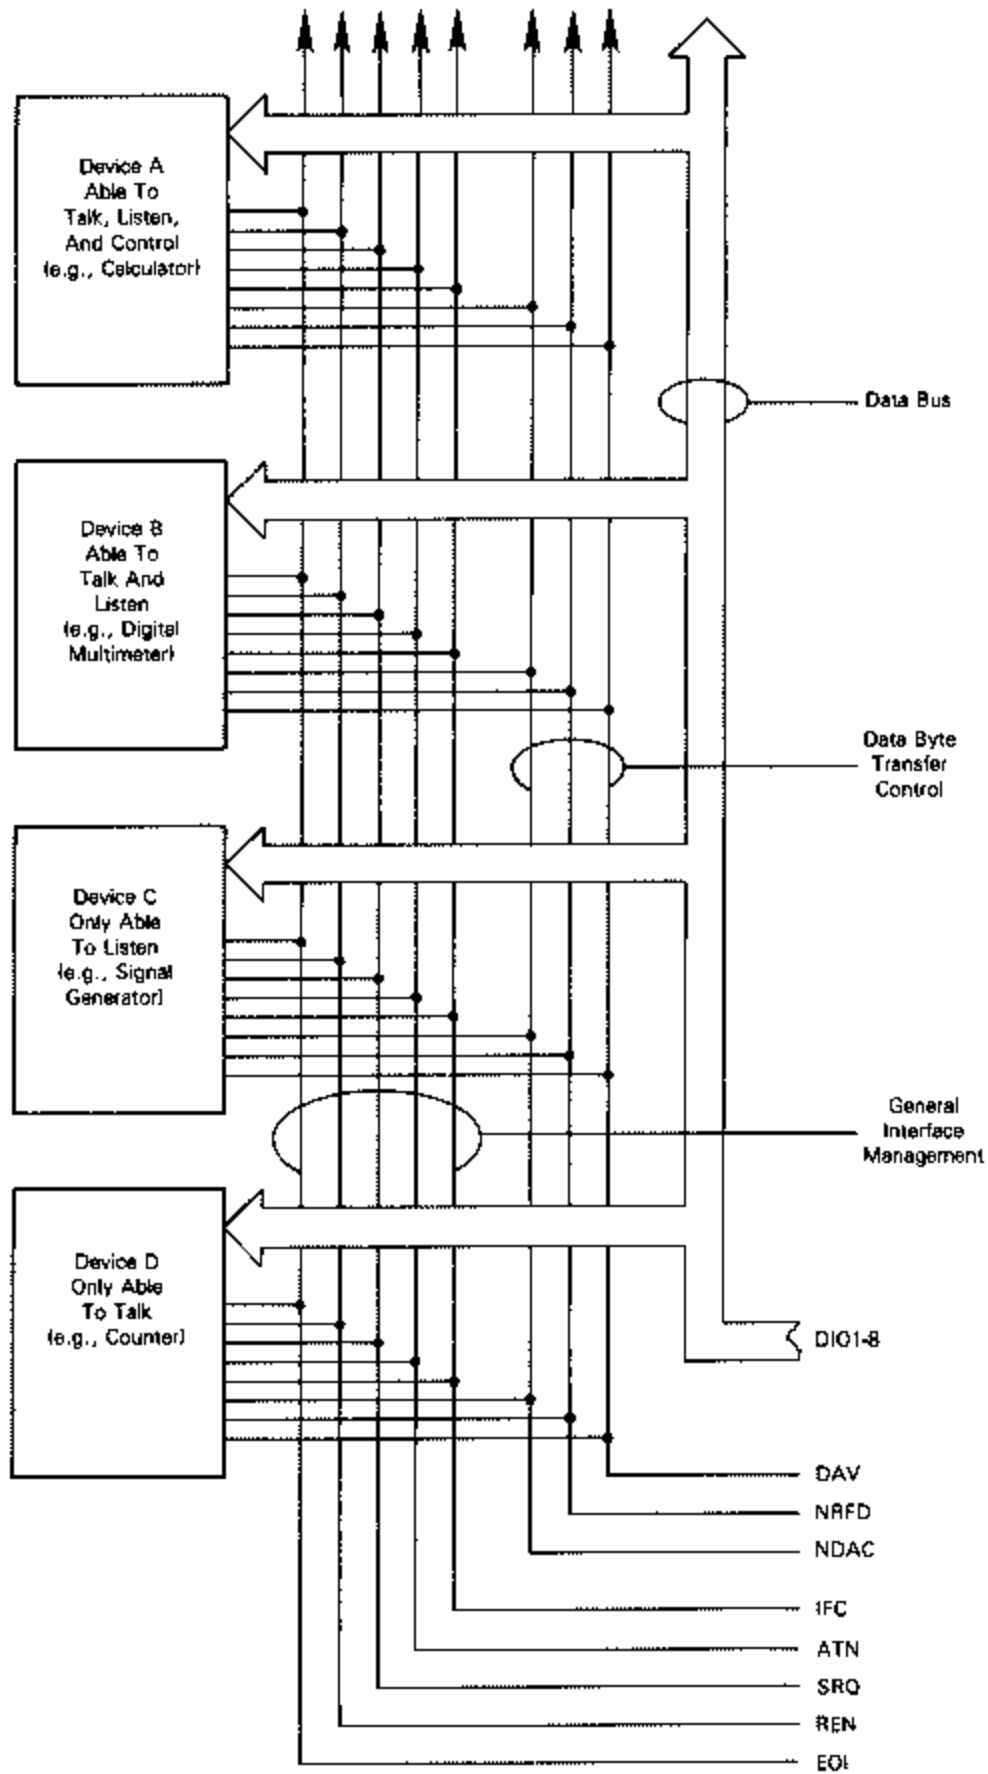 Device A
Able To
Talk, Listen,
And Control
(e.g., Calculator)
Data Bus
Device B
Able To
Talk And
Listen
(e.g., Digital
Multimeter)
Data Byte
Transfer
Control
Device C
Only Able
To Listen
(e.g., Signal
Generator)
General
Interface
Management
Device D
Only Able
To Talk
(e.g., Counter)
DIO1-8
DAV
NRFD
NDAC
IFC
ATN
SRQ
REN
EOI